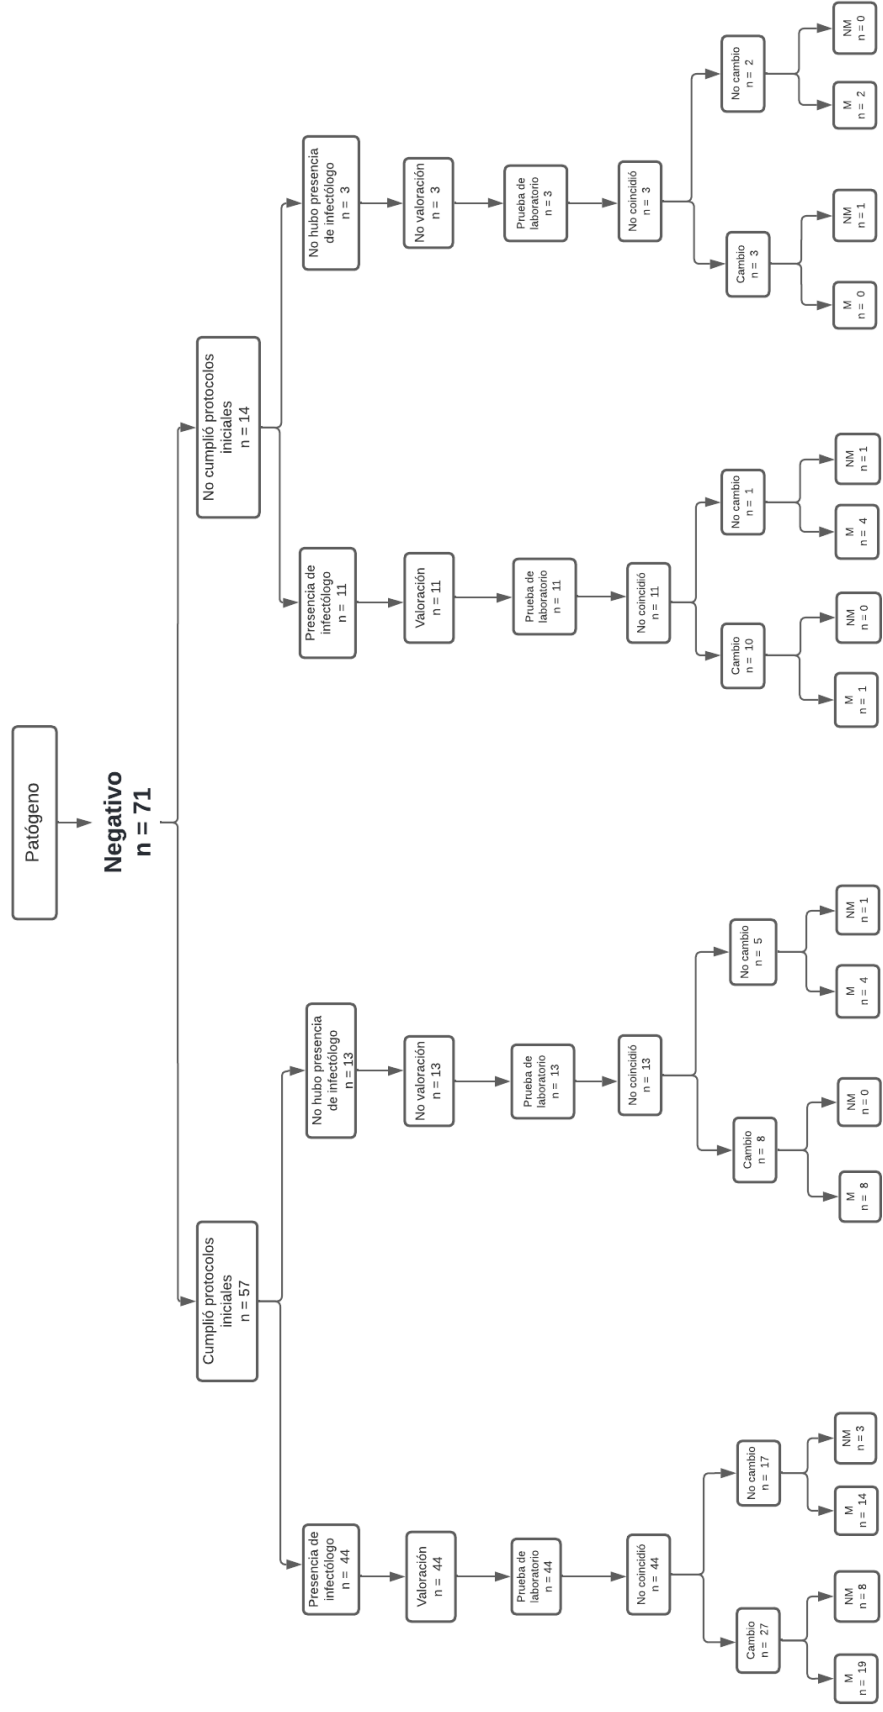 Patógeno
Negativo
n = 71
Cumplió protocolos
iniciales
n = 57
No cumplió protocolos
iniciales
n = 14
Presencia de
infectólogo
n = 44
No hubo presencia
de infectólogo
n = 13
Presencia de
infectólogo
n = 11
No hubo presencia
de infectólogo
n = 3
Valoración
n = 44
No valoración
n = 13
Valoración
n = 11
No valoración
n = 3
Prueba de
laboratorio
n = 44
Prueba de
laboratorio
n = 13
Prueba de
laboratorio
n = 11
Prueba de
laboratorio
n = 3
No coincidió
n = 44
No coincidió
n = 13
No coincidió
n = 11
No coincidió
n = 3
Cambio
n = 27
No cambio
n = 17
Cambio
n = 8
No cambio
n = 5
Cambio
n = 10
No cambio
n = 1
Cambio
n = 3
No cambio
n = 2
M
n = 19
NM
n = 8
M
n = 14
NM
n = 3
M
n = 8
NM
n = 0
M
n = 4
NM
n = 1
M
n = 1
NM
n = 0
M
n = 4
NM
n = 1
M
n = 0
NM
n = 1
M
n = 2
NM
n = 0